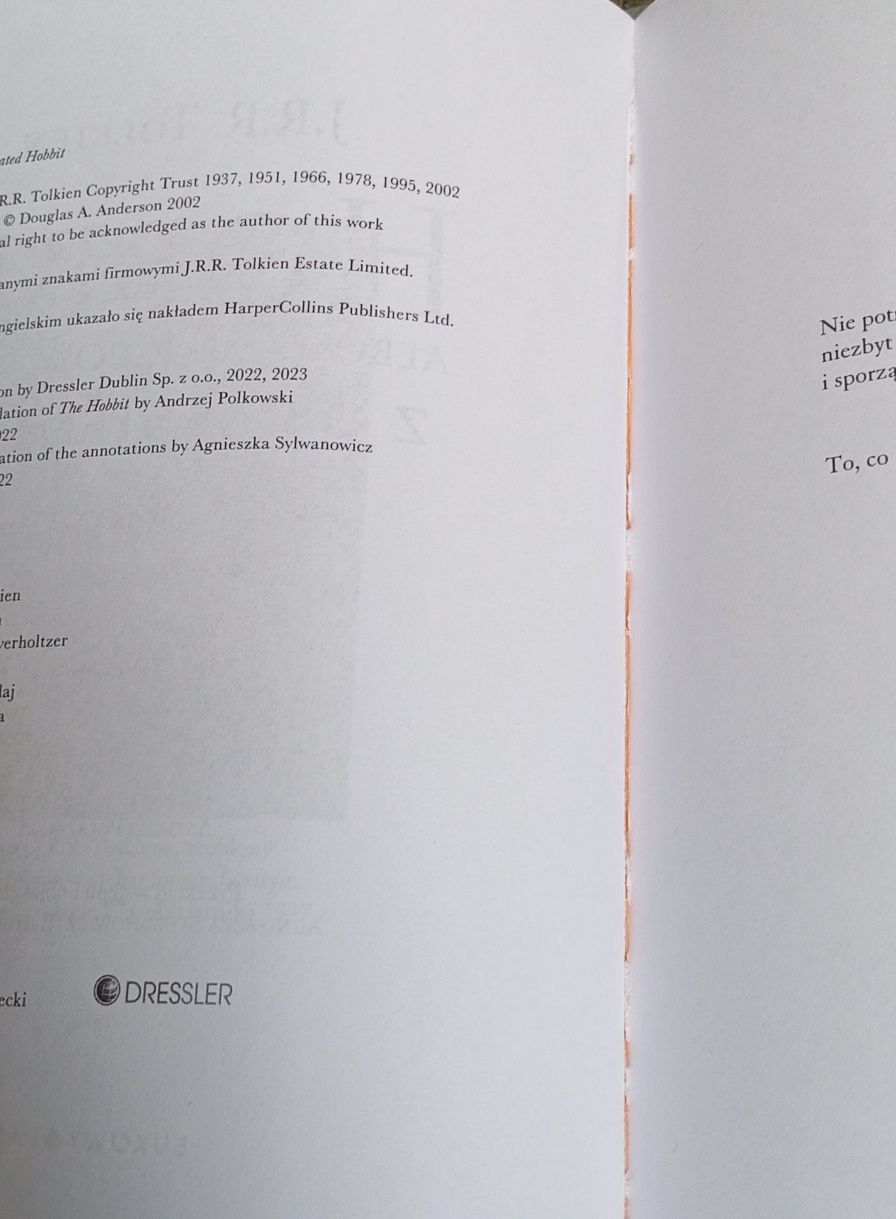 ated Hobbit
R.R. Tolkien Copyright Trust 1937, 1951, 1966, 1978, 1995, 2002
© Douglas A. Anderson 2002
al right to be acknowledged as the author of this work
anymi znakami firmowymi J.R.R. Tolkien Estate Limited.
ngielskim ukazało się nakładem HarperCollins Publishers Ltd.
on by Dressler Dublin Sp. z o.o., 2022, 2023
lation of The Hobbit by Andrzej Polkowski
022
ation of the annotations by Agnieszka Sylwanowicz
22
ien
verholtzer
laj
a
ecki
DRESSLER
Nie pot
niezbyt
i sporzą
To, co